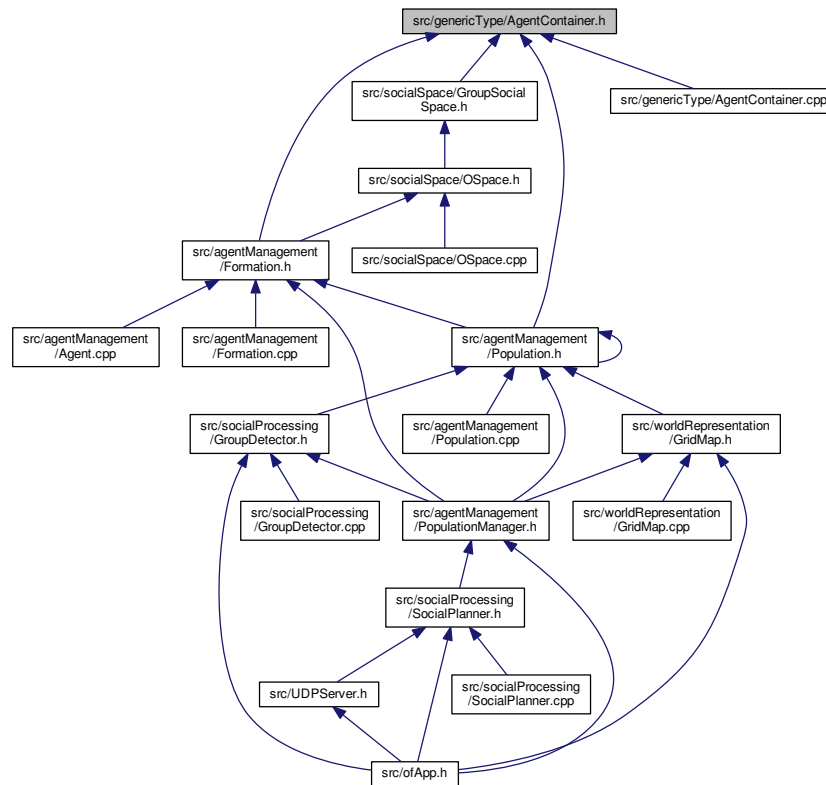 src/genericType/AgentContainer.h
src/socialSpace/GroupSocial
Space.h
src/genericType/AgentContainer.cpp
src/socialSpace/OSpace.h
src/agentManagement
/Formation.h
src/socialSpace/OSpace.cpp
src/agentManagement
/Agent.cpp
src/agentManagement
/Formation.cpp
src/agentManagement
/Population.h
src/socialProcessing
/GroupDetector.h
src/agentManagement
/Population.cpp
src/worldRepresentation
/GridMap.h
src/socialProcessing
/GroupDetector.cpp
src/agentManagement
/PopulationManager.h
src/worldRepresentation
/GridMap.cpp
src/socialProcessing
/SocialPlanner.h
src/UDPServer.h
src/socialProcessing
/SocialPlanner.cpp
src/ofApp.h